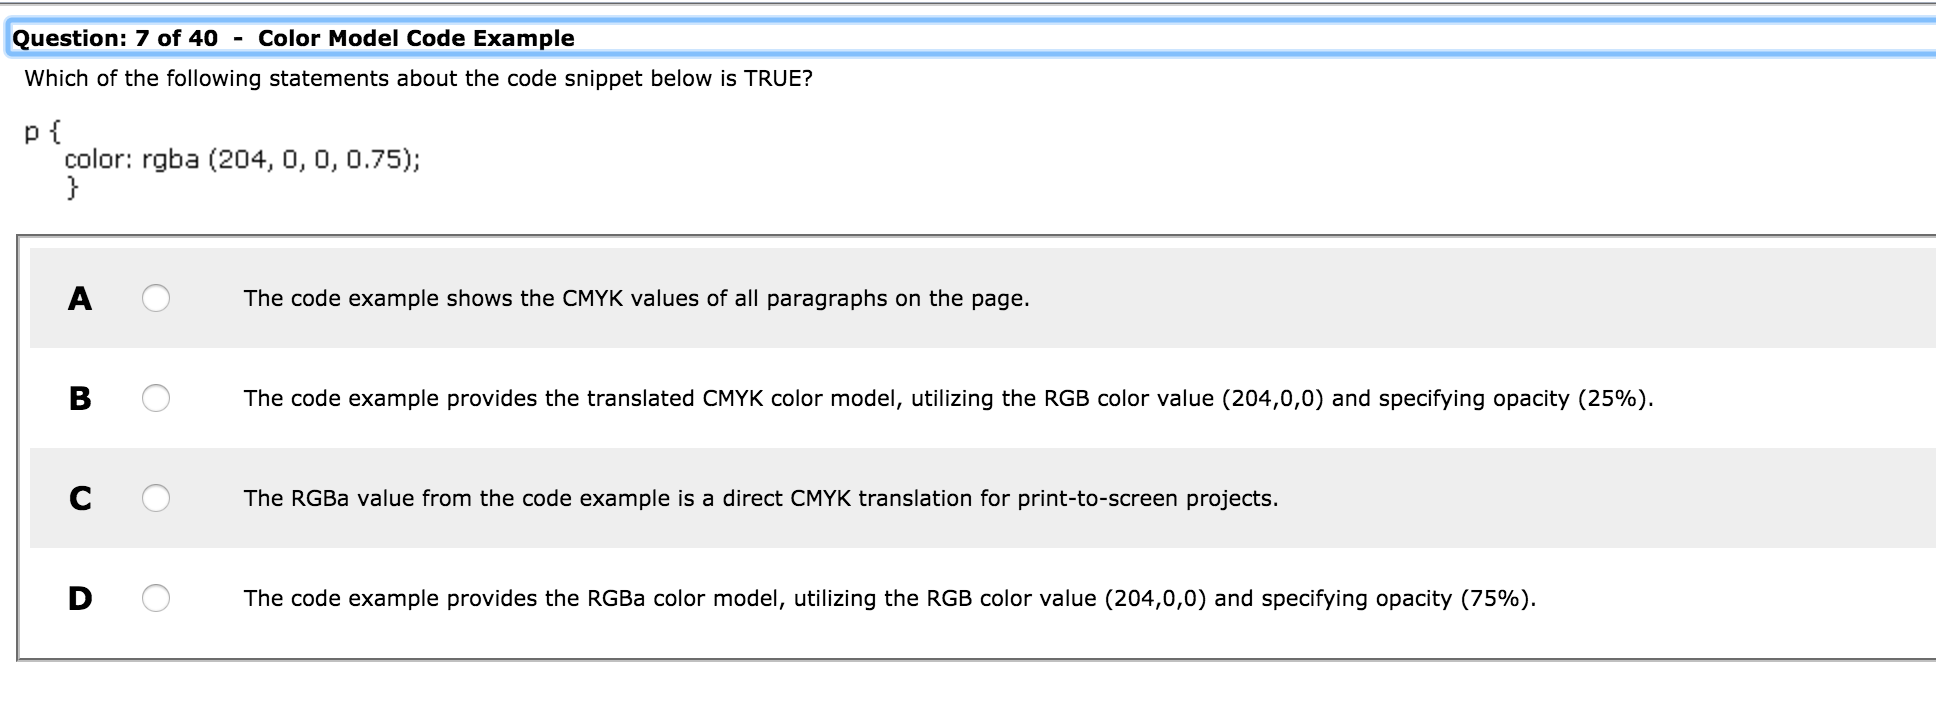 Question: 7 of 40 - Color Model Code Example
Which of the following statements about the code snippet below is TRUE?
p {
color: rgba (204, 0, 0, 0.75);
}
A The code example shows the CMYK values of all paragraphs on the page.
B The code example provides the translated CMYK color model, utilizing the RGB color value (204,0,0) and specifying opacity (25%).
C The RGBa value from the code example is a direct CMYK translation for print-to-screen projects.
D The code example provides the RGBa color model, utilizing the RGB color value (204,0,0) and specifying opacity (75%).